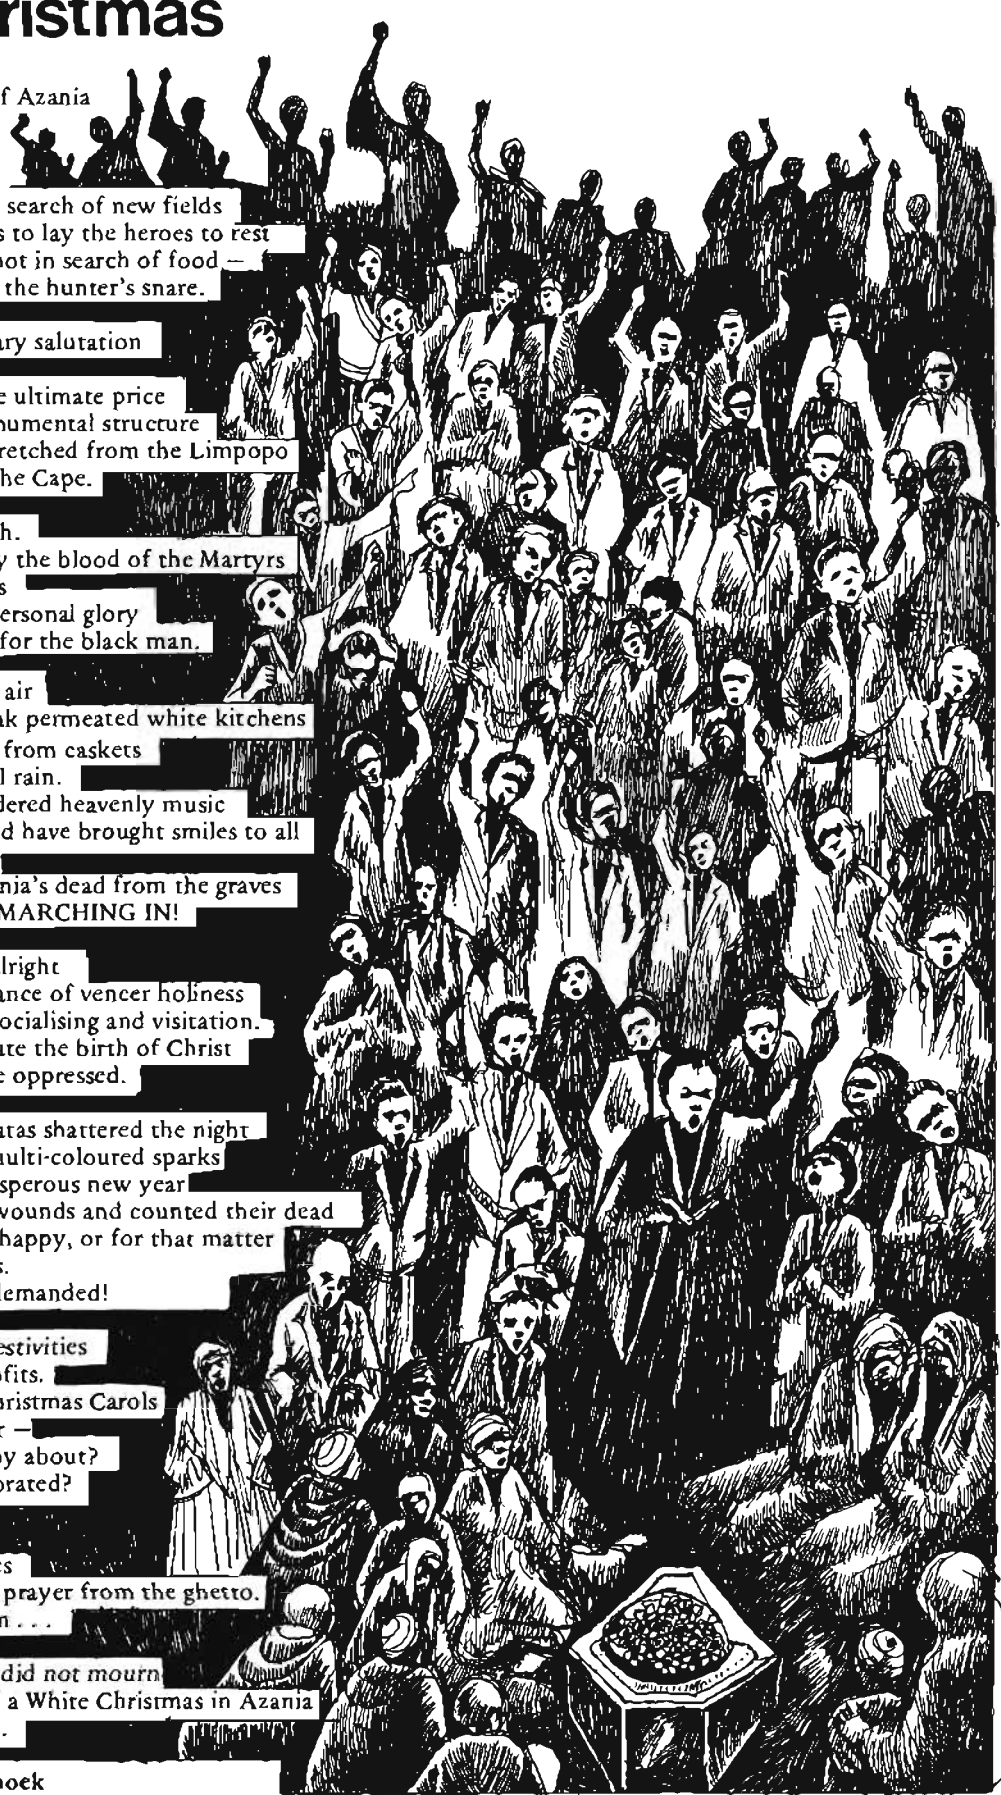 ristmas
f Azania
search of new fields
s to lay the heroes to rest
not in search of food —
the hunter's snare.
ary salutation
e ultimate price
numental structure
retched from the Limpopo
he Cape.
h.
y the blood of the Martyrs
s
ersonal glory
for the black man.
air
ak permeated white kitchens
from caskets
l rain.
dered heavenly music
d have brought smiles to all
nia's dead from the graves
MARCHING IN!
lright
ance of vencer holiness
ocialising and visitation.
ate the birth of Christ
e oppressed.
atas shattered the night
ulti-coloured sparks
sperous new year
wounds and counted their dead
happy, or for that matter
s.
demanded!
estivities
fits.
hristmas Carols
r —
py about?
brated?
es
prayer from the ghetto.
n . . .
did not mourn
a White Christmas in Azania
.
hoek